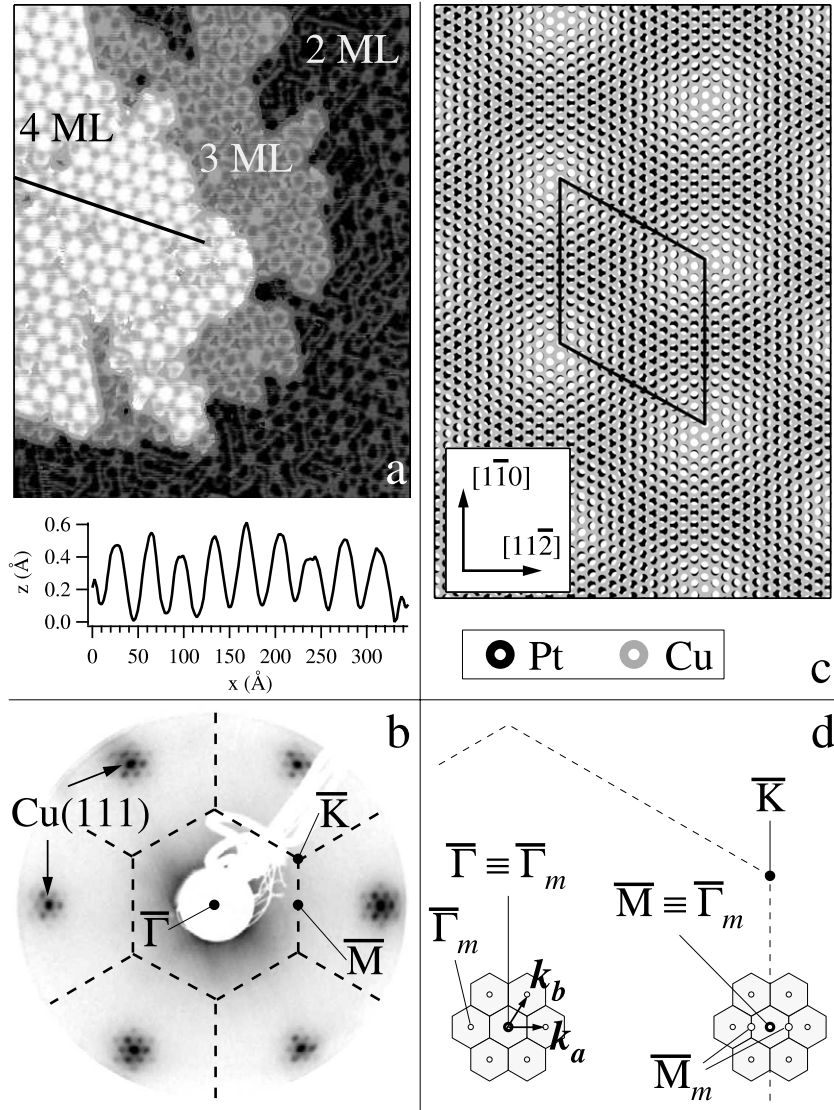 2 ML
4 ML
3 ML
a
z (Å)
0.6
0.4
0.2
0.0
0 50 100 150 200 250 300
x (Å)
[11̅0]
[112̅]
Pt
Cu
c
b
Cu(111)
K̅
Γ̅
M̅
d
K̅
Γ̅ ≡ Γ̅m
M̅ ≡ Γ̅m
Γ̅m
kb
ka
M̅m